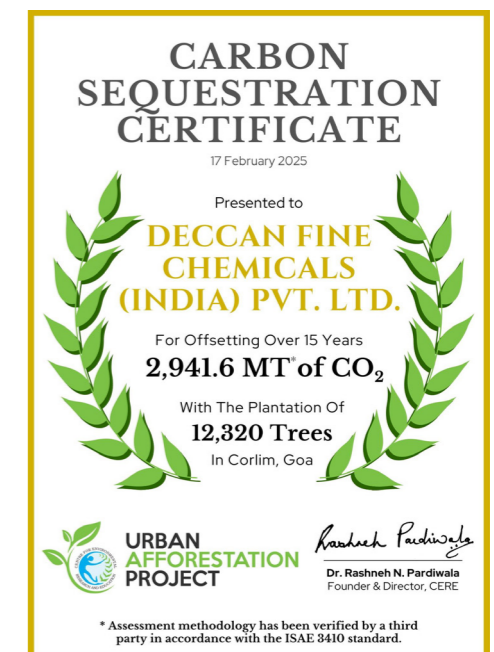 CARBON
SEQUESTRATION
CERTIFICATE
17 February 2025
Presented to
DECCAN FINE
CHEMICALS
(INDIA) PVT. LTD.
For Offsetting Over 15 Years
2,941.6 MT* of CO₂
With The Plantation Of
12,320 Trees
In Corlim, Goa
URBAN
AFFORESTATION
PROJECT
Rashneh Pardiwala
Dr. Rashneh N. Pardiwala
Founder & Director, CERE
* Assessment methodology has been verified by a third
party in accordance with the ISAE 3410 standard.